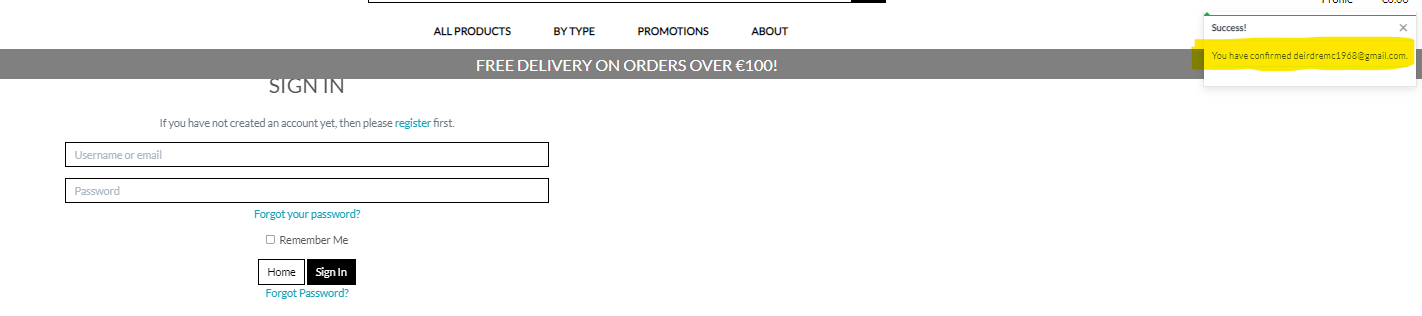 Profile €0.00
ALL PRODUCTS BY TYPE PROMOTIONS ABOUT
Success!
You have confirmed deirdremc1968@gmail.com.
FREE DELIVERY ON ORDERS OVER €100!
SIGN IN
If you have not created an account yet, then please register first.
Username or email
Password
Forgot your password?
Remember Me
Home Sign In
Forgot Password?